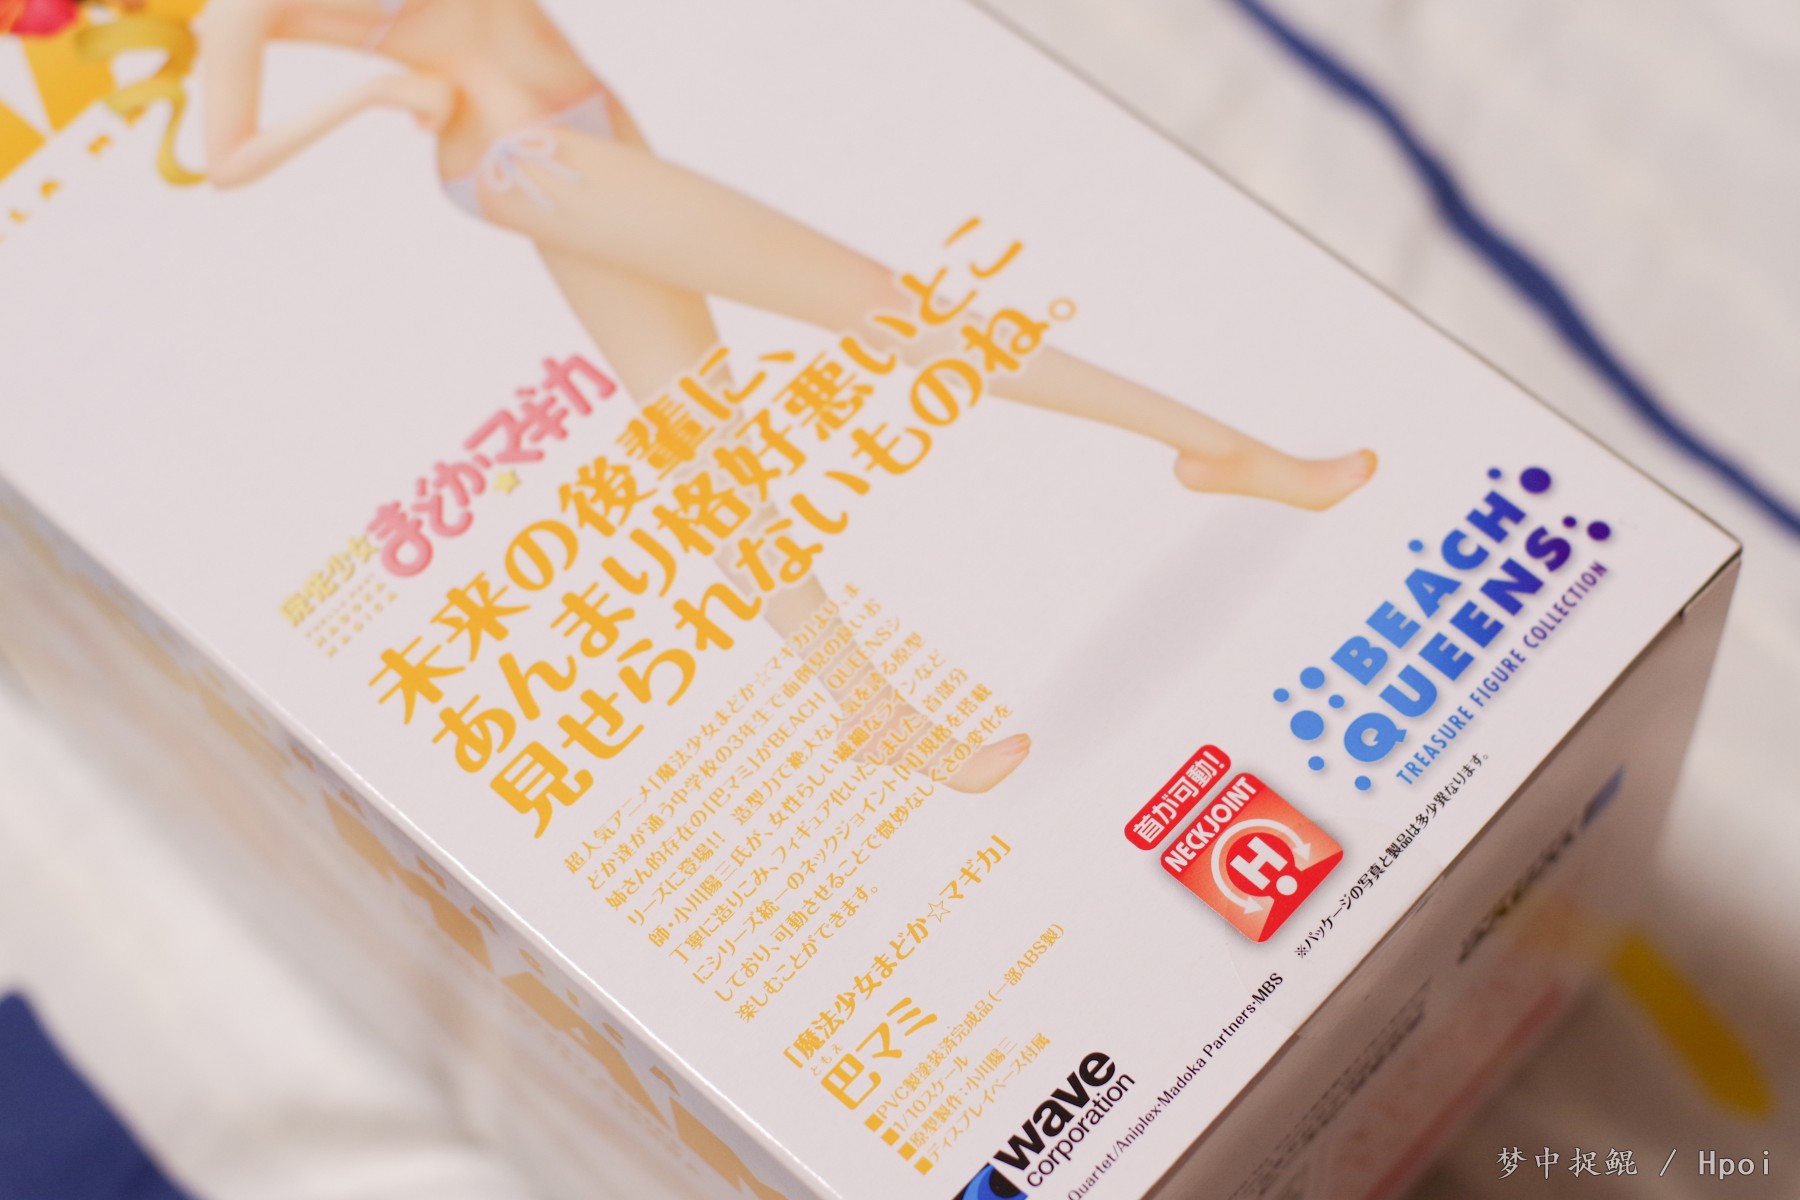 魔法少女
まどか☆マギカ
未来の後輩に、
あんまり格好悪いとこ
見せられないものね。
超人気アニメ「魔法少女まどか☆マギカ」より、ま
どか達が通う中学校の3年生で面倒見の良いお
姉さん的存在の「巴マミ」がBEACH QUEENSシ
リーズに登場!! 造型力で絶大な人気を誇る原型
師・小川陽三氏が、女性らしい繊細なラインなど
丁寧に造りこみ、フィギュア化いたしました。首部分
にシリーズ統一のネックジョイント[H]規格を搭載
しており、可動させることで微妙なしぐさの変化を
楽しむことができます。
「魔法少女まどか☆マギカ」
ともえ
巴マミ
■PVC製塗装済完成品(一部ABS製)
■1/10スケール
■原型製作:小川陽三
■ディスプレイベース付属
BEACH
QUEENS
TREASURE FIGURE COLLECTION
首が可動!
NECKJOINT
H
※パッケージの写真と製品は多少異なります。
wave
corporation
Quartet/Aniplex・Madoka Partners・MBS
梦中捉鲲 / Hpoi